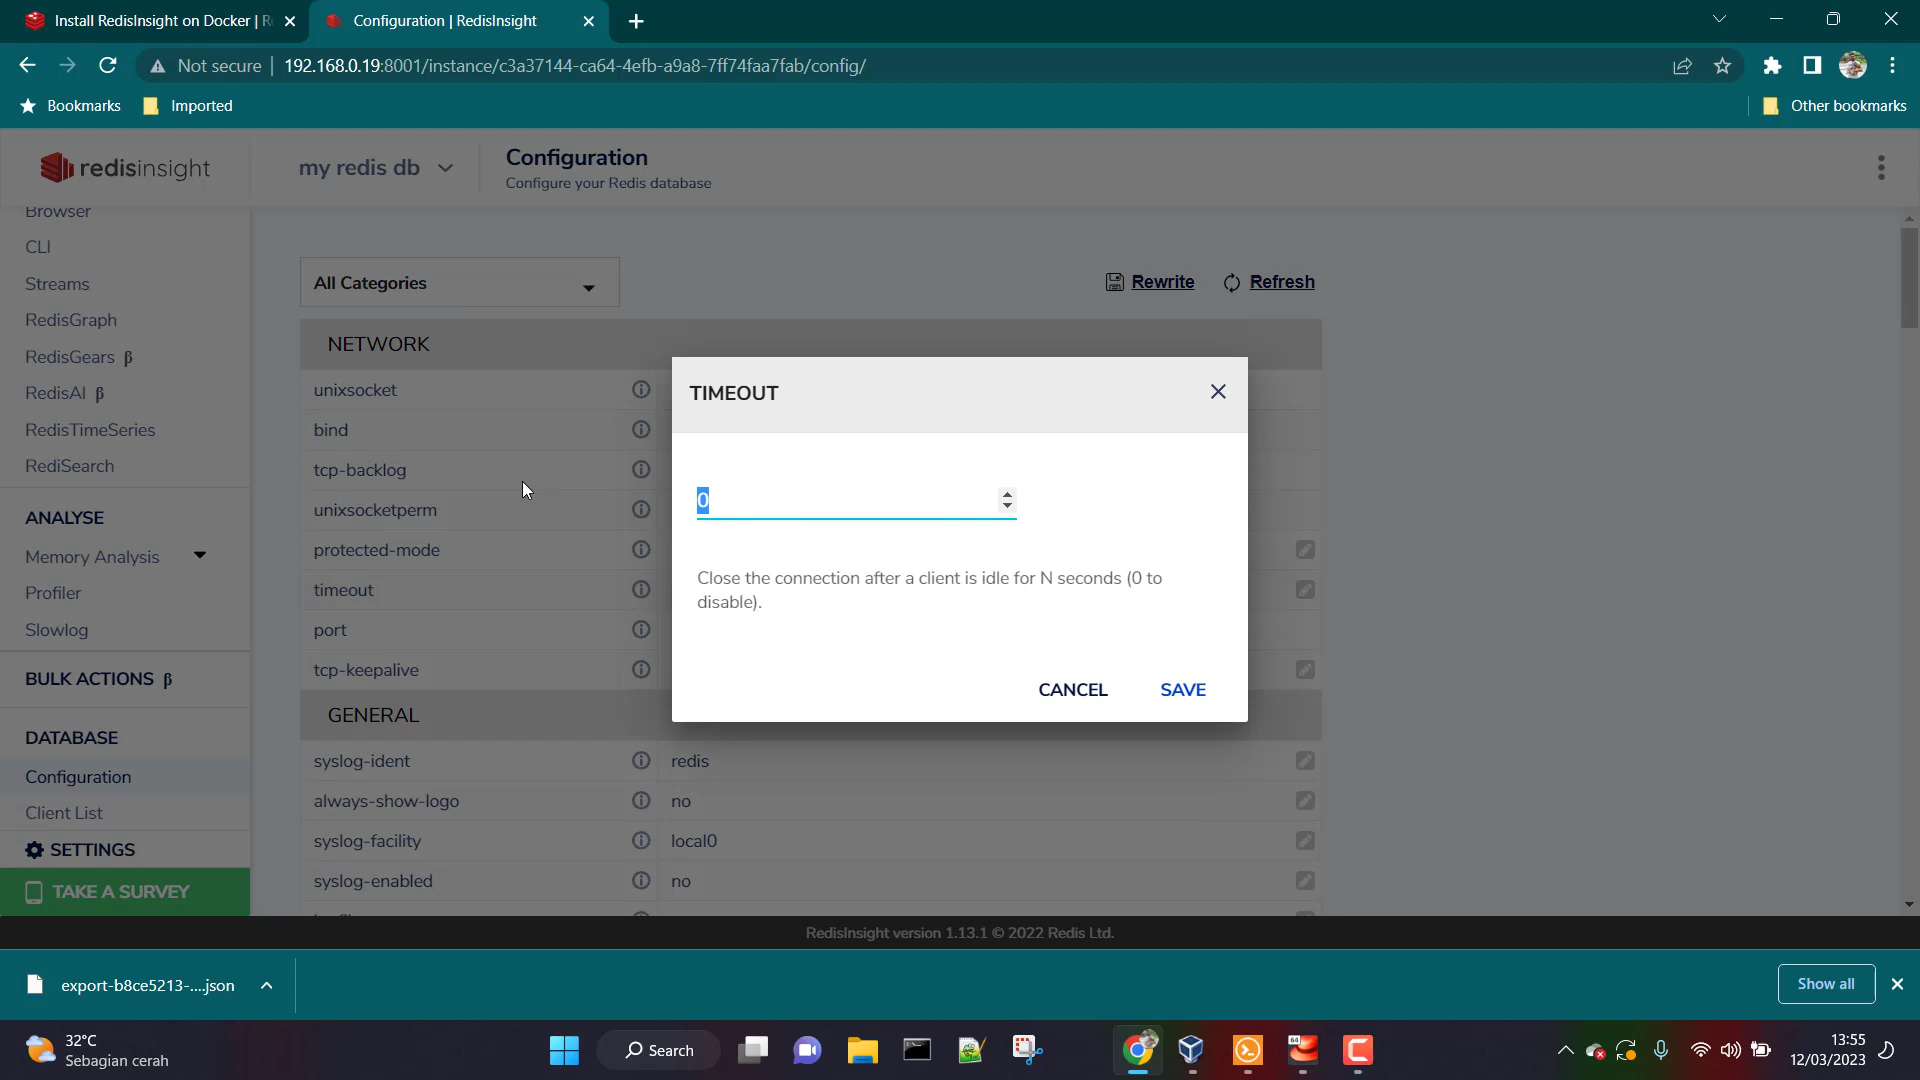 Install RedisInsight on Docker | R
Configuration | RedisInsight
Not secure
192.168.0.19:8001/instance/c3a37144-ca64-4efb-a9a8-7ff74faa7fab/config/
Bookmarks
Imported
Other bookmarks
redisinsight
my redis db
Configuration
Configure your Redis database
Browser
CLI
Streams
RedisGraph
RedisGears β
RedisAI β
RedisTimeSeries
RediSearch
ANALYSE
Memory Analysis
Profiler
Slowlog
BULK ACTIONS β
DATABASE
Configuration
Client List
SETTINGS
TAKE A SURVEY
All Categories
Rewrite
Refresh
NETWORK
unixsocket
bind
tcp-backlog
unixsocketperm
protected-mode
timeout
port
tcp-keepalive
GENERAL
syslog-ident
redis
always-show-logo
no
syslog-facility
local0
syslog-enabled
no
TIMEOUT
0
Close the connection after a client is idle for N seconds (0 to
disable).
CANCEL
SAVE
RedisInsight version 1.13.1 © 2022 Redis Ltd.
export-b8ce5213-....json
Show all
32°C
Sebagian cerah
Search
64
13:55
12/03/2023